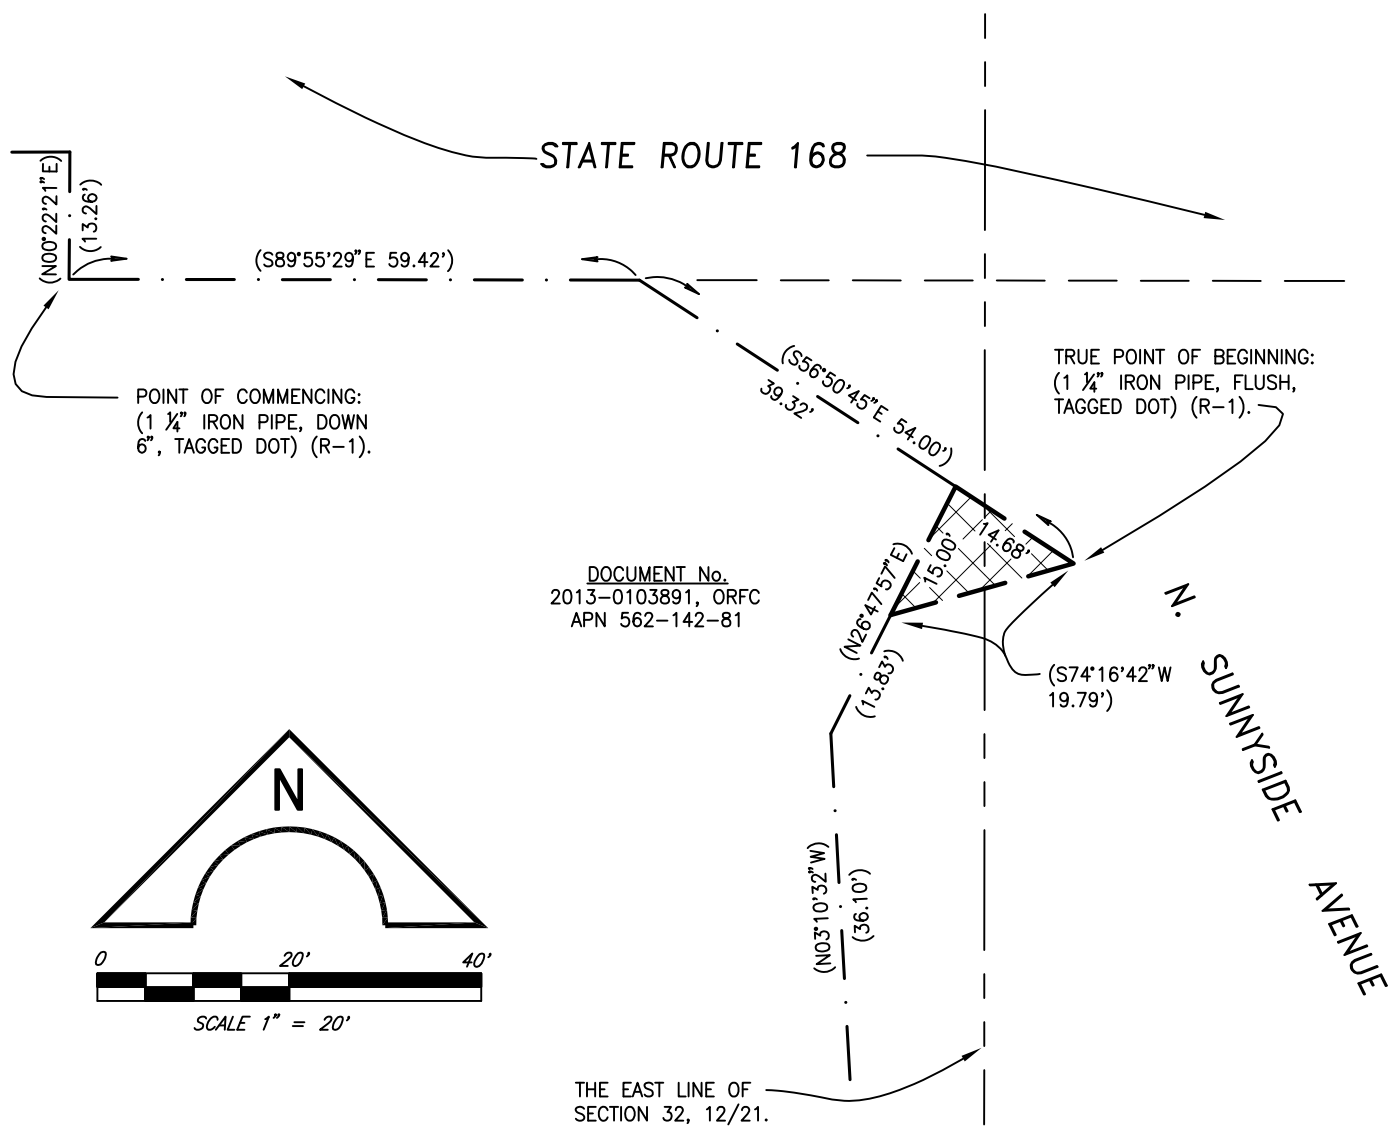 STATE ROUTE 168
(N00°22'21"E)
(13.26')
(S89°55'29"E 59.42')
(S56°50'45"E 54.00')
39.32'
TRUE POINT OF BEGINNING:
(1 ¼" IRON PIPE, FLUSH,
TAGGED DOT) (R-1).
POINT OF COMMENCING:
(1 ¼" IRON PIPE, DOWN
6", TAGGED DOT) (R-1).
14.68'
15.00'
(N26°47'57"E)
(13.83')
DOCUMENT No.
2013-0103891, ORFC
APN 562-142-81
(S74°16'42"W
19.79')
N. SUNNYSIDE AVENUE
N
(N03°10'32"W)
(36.10')
0 20' 40'
SCALE 1" = 20'
THE EAST LINE OF
SECTION 32, 12/21.